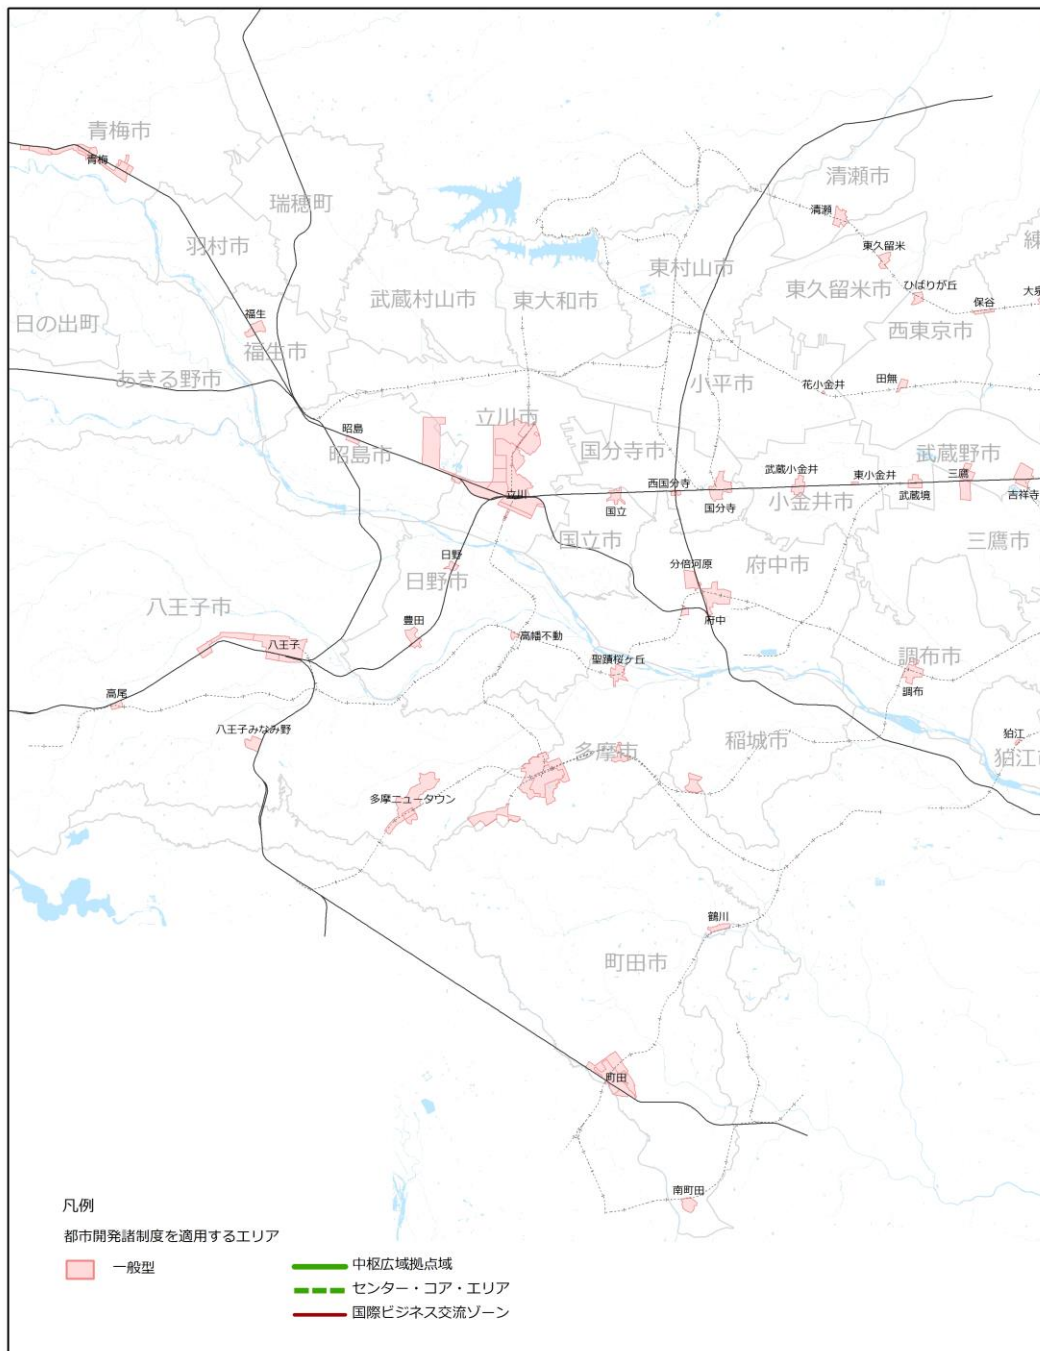 青梅市
青梅
清瀬市
清瀬
瑞穂町
羽村市
東久留米
練
東村山市
東久留米市
ひばりが丘
保谷
大泉
武蔵村山市
東大和市
日の出町
福生
福生市
西東京市
あきる野市
小平市
花小金井
田無
立川市
昭島
昭島市
国分寺市
武蔵野市
西国分寺
武蔵小金井
東小金井
三鷹
立川
国立
国分寺
小金井市
武蔵境
吉祥寺
国立市
三鷹市
日野
日野市
分倍河原
府中市
八王子市
豊田
府中
八王子
高幡不動
聖蹟桜ケ丘
調布市
調布
高尾
八王子みなみ野
多摩市
稲城市
狛江
狛江市
多摩ニュータウン
鶴川
町田市
町田
南町田
凡例
都市開発諸制度を適用するエリア
一般型
中枢広域拠点域
センター・コア・エリア
国際ビジネス交流ゾーン